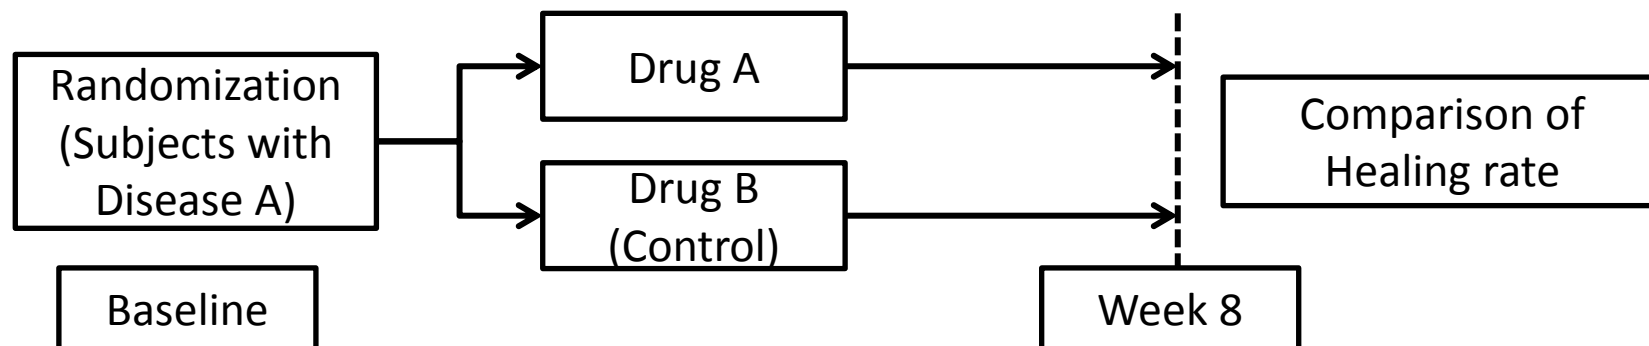 Randomization
(Subjects with
Disease A)
Drug A
Drug B
(Control)
Comparison of
Healing rate
Baseline
Week 8